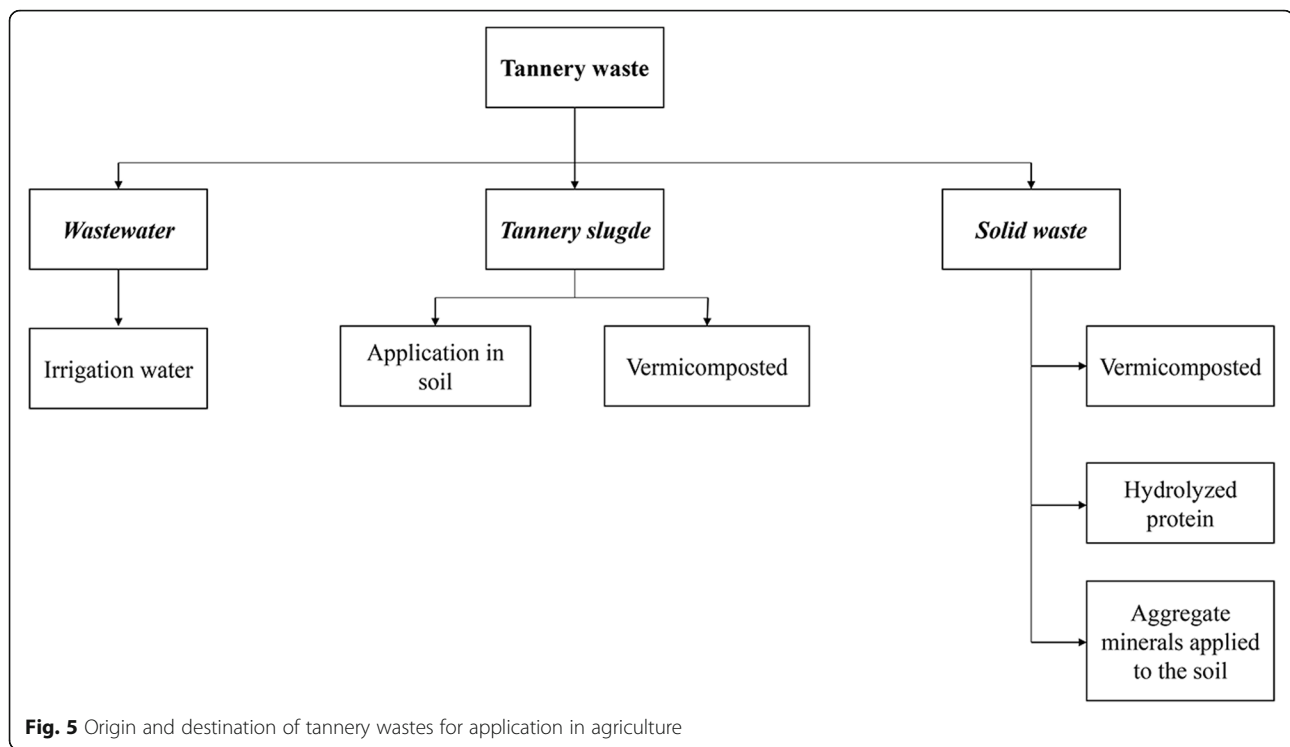 Tannery waste
Wastewater
Tannery slugde
Solid waste
Irrigation water
Application in
soil
Vermicomposted
Vermicomposted
Hydrolyzed
protein
Aggregate
minerals applied
to the soil
Fig. 5 Origin and destination of tannery wastes for application in agriculture